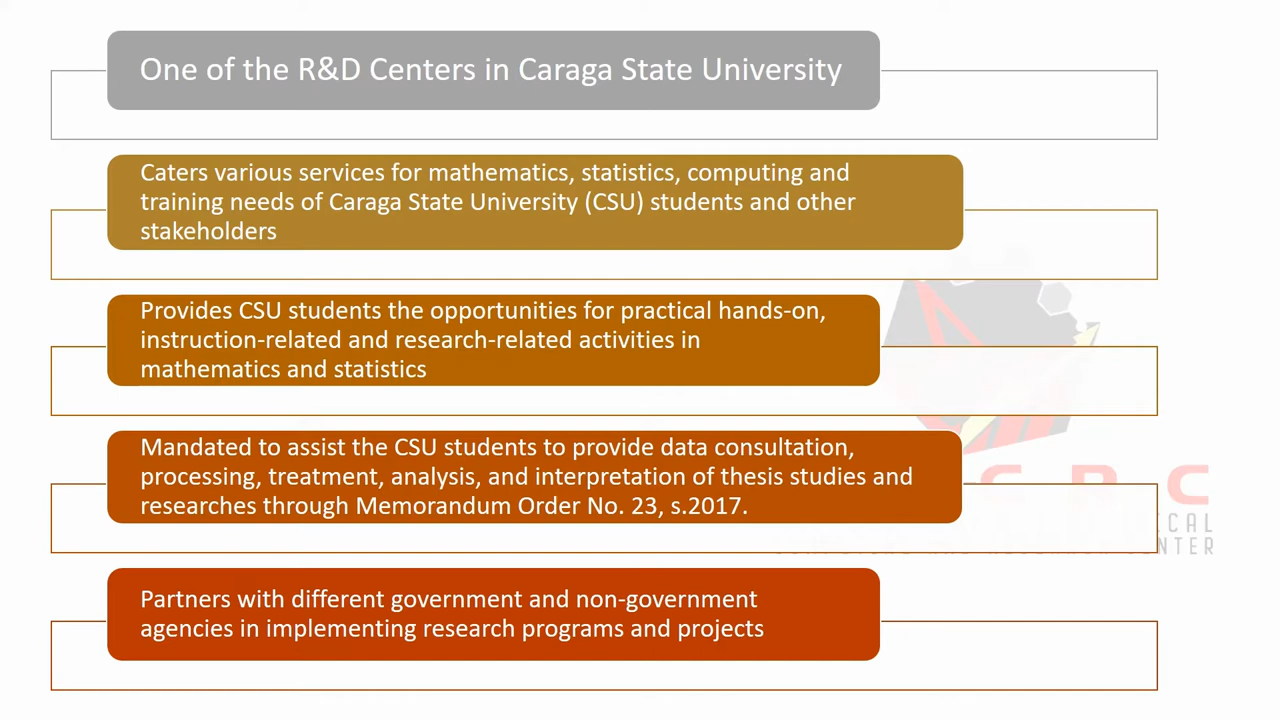 One of the R&D Centers in Caraga State University
Caters various services for mathematics, statistics, computing and
training needs of Caraga State University (CSU) students and other
stakeholders
Provides CSU students the opportunities for practical hands-on,
instruction-related and research-related activities in
mathematics and statistics
Mandated to assist the CSU students to provide data consultation,
processing, treatment, analysis, and interpretation of thesis studies and
researches through Memorandum Order No. 23, s.2017.
Partners with different government and non-government
agencies in implementing research programs and projects